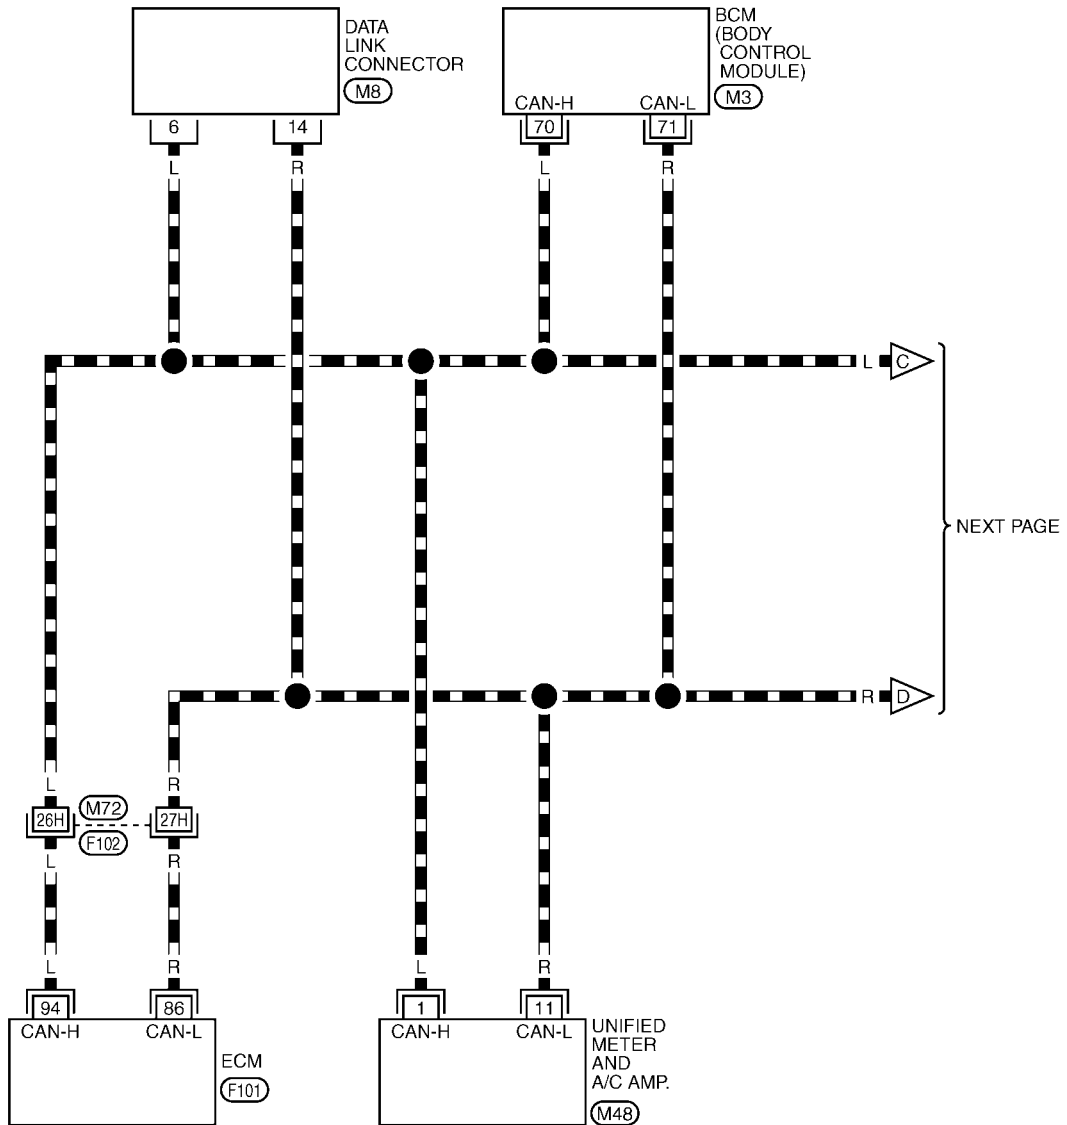 DATA
LINK
CONNECTOR
M8
BCM
(BODY
CONTROL
MODULE)
M3
CAN-H
CAN-L
6
14
70
71
L
R
L
R
L
C
NEXT PAGE
R
D
L
R
26H
M72
F102
27H
L
R
L
R
L
R
94
86
1
11
CAN-H
CAN-L
ECM
F101
CAN-H
CAN-L
UNIFIED
METER
AND
A/C AMP.
M48